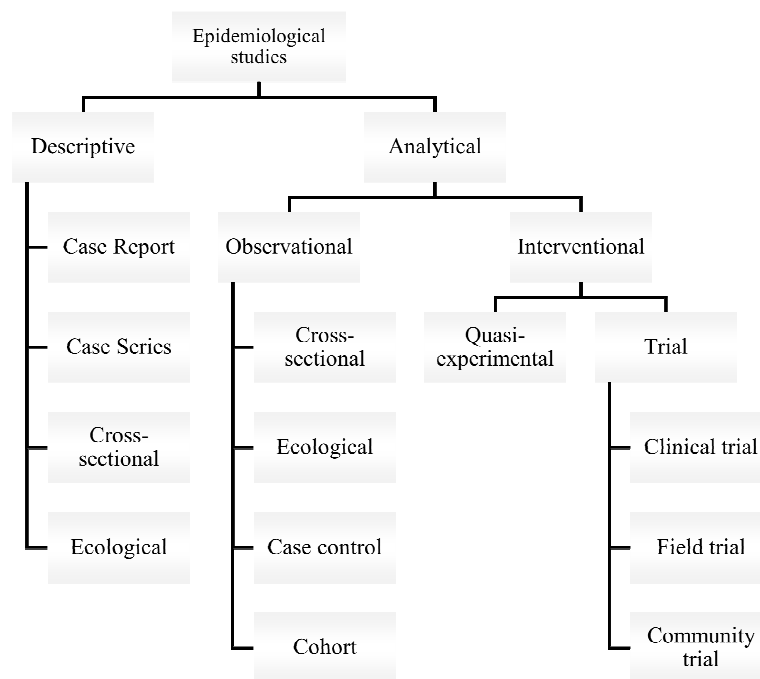 Epidemiological
studies
Descriptive
Analytical
Case Report
Observational
Interventional
Case Series
Cross-
sectional
Quasi-
experimental
Trial
Cross-
sectional
Ecological
Clinical trial
Ecological
Case control
Field trial
Cohort
Community
trial